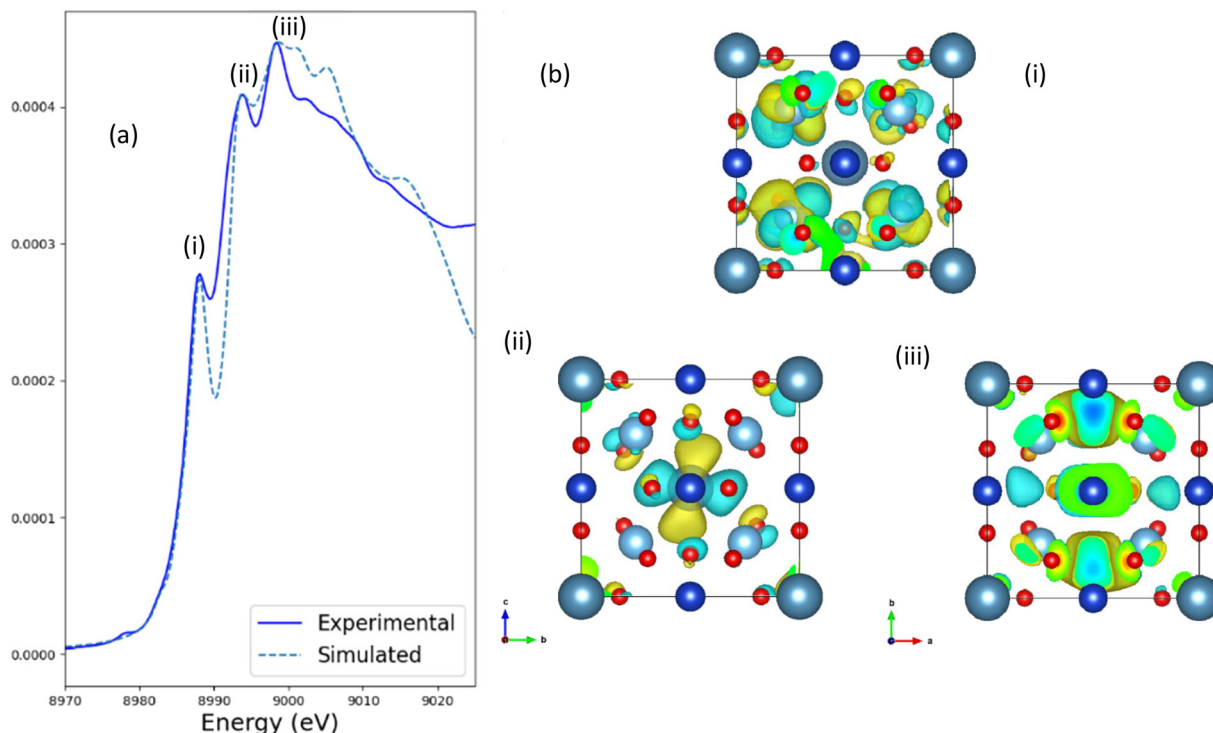 (iii)
(ii)
(b)
(i)
0.0004
(a)
0.0003
(i)
(ii)
(iii)
0.0002
0.0001
c
b
b
a
Experimental
Simulated
0.0000
8970
8980
8990
9000
9010
9020
Energy (eV)